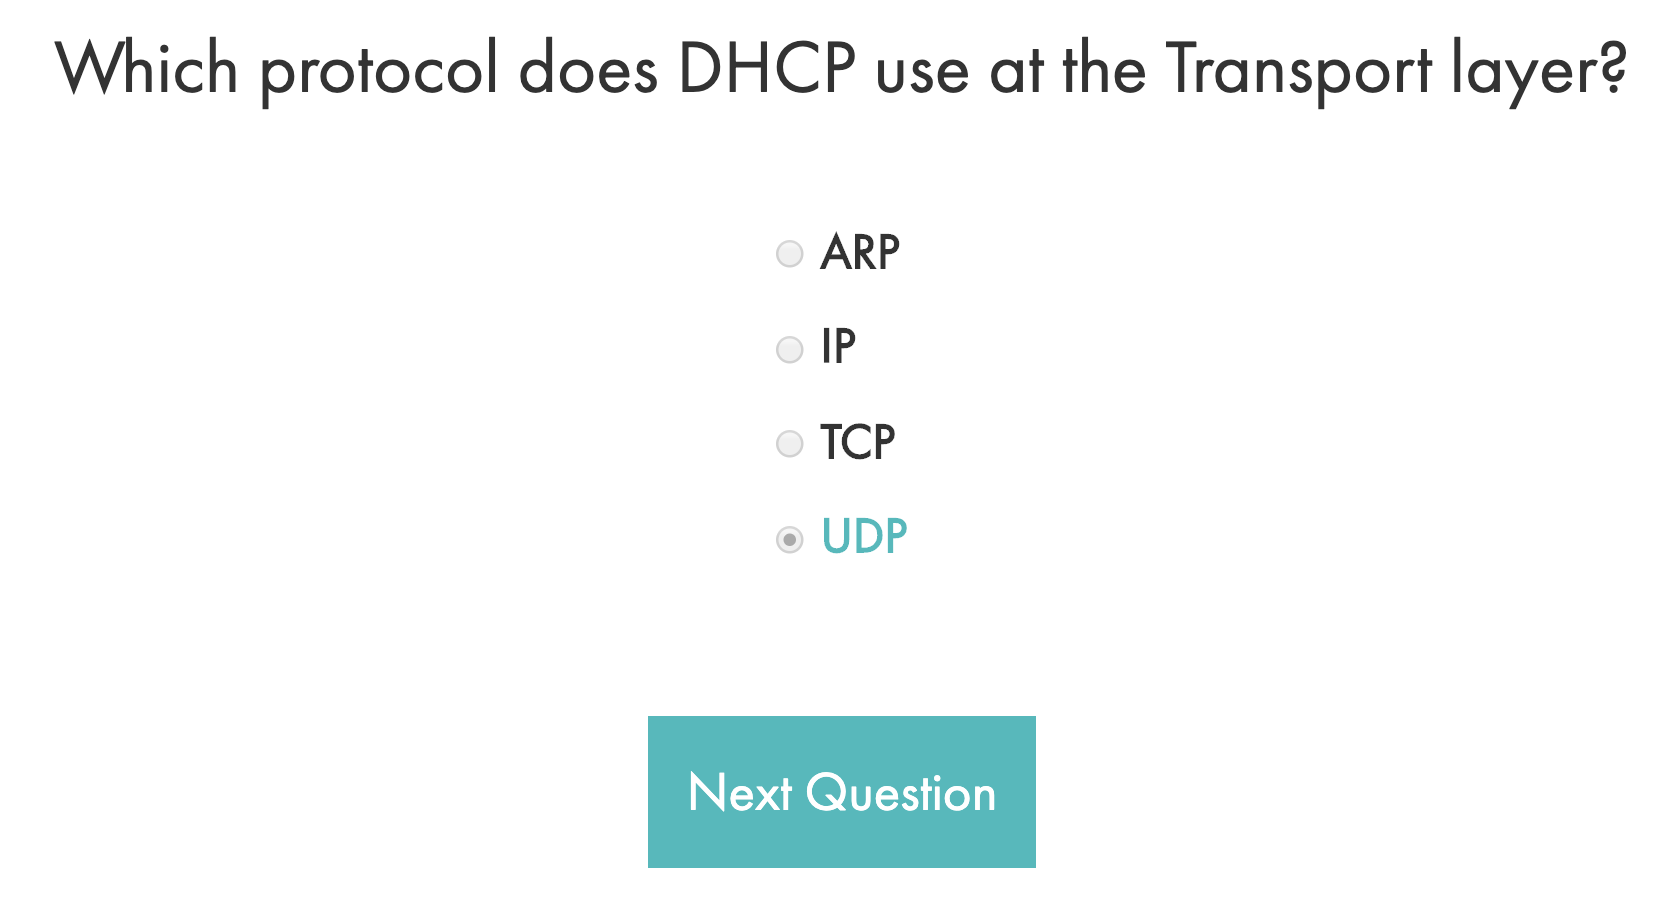 Which protocol does DHCP use at the Transport layer?
ARP
IP
TCP
UDP
Next Question